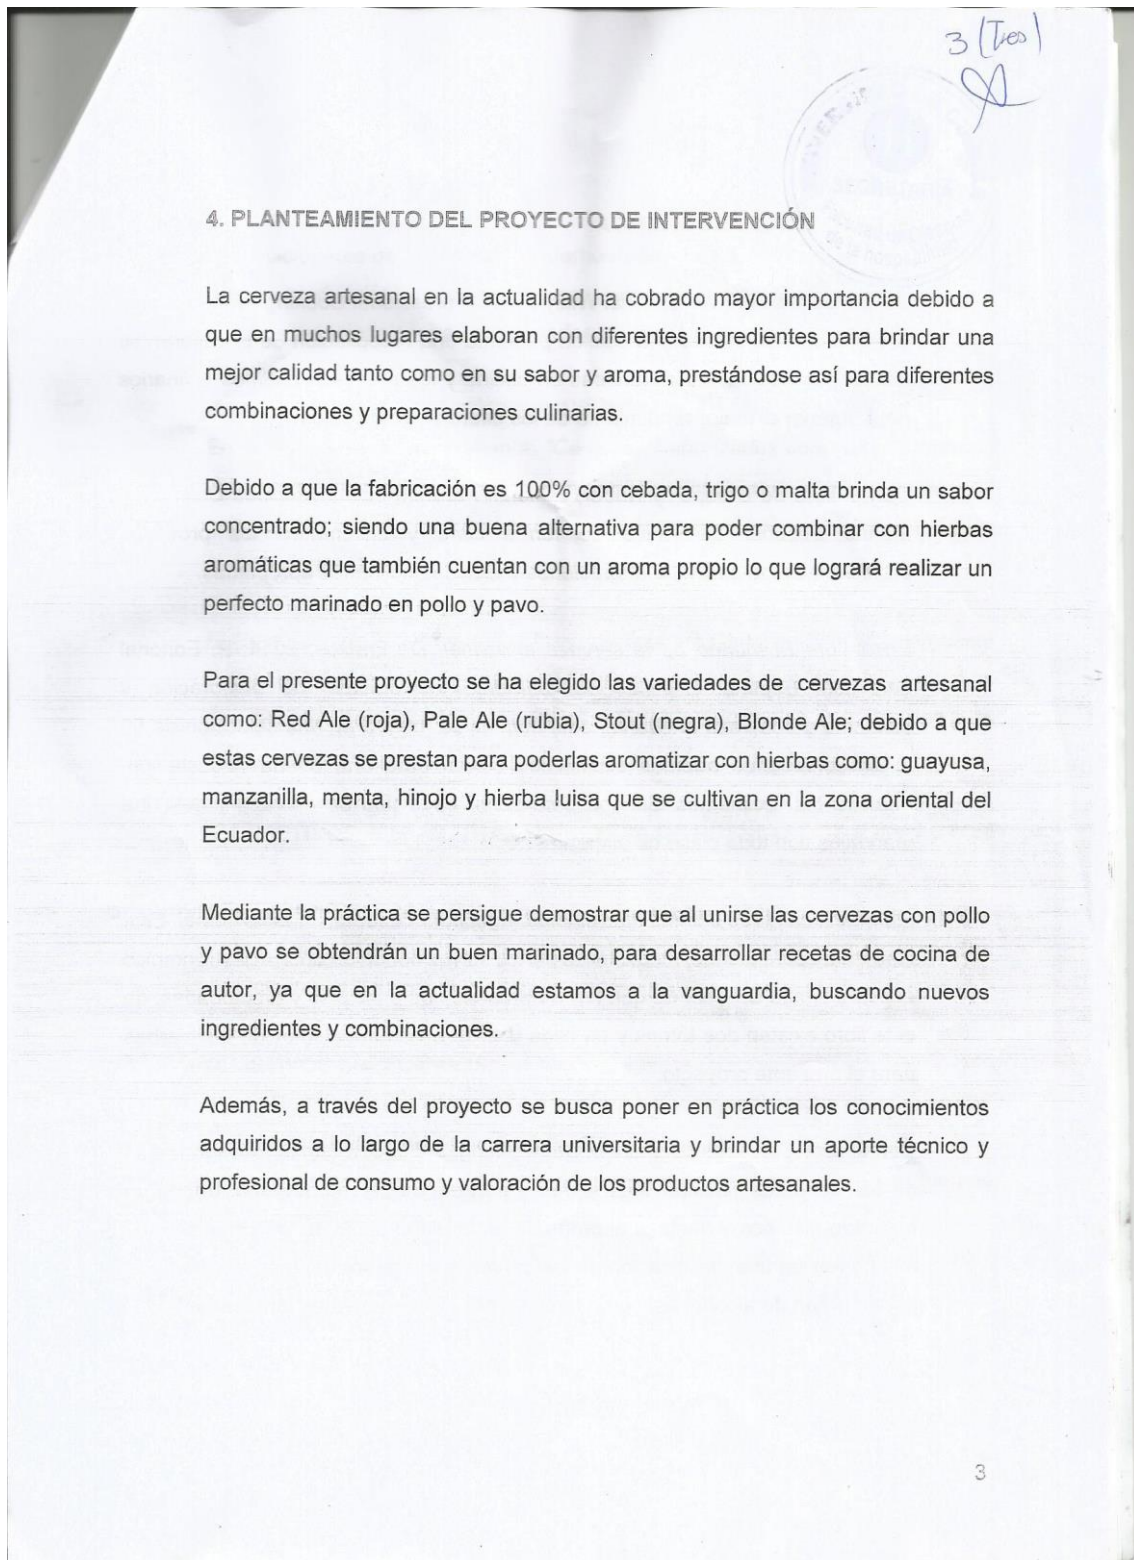 3 (Tres)
4. PLANTEAMIENTO DEL PROYECTO DE INTERVENCIÓN
La cerveza artesanal en la actualidad ha cobrado mayor importancia debido a
que en muchos lugares elaboran con diferentes ingredientes para brindar una
mejor calidad tanto como en su sabor y aroma, prestándose así para diferentes
combinaciones y preparaciones culinarias.
Debido a que la fabricación es 100% con cebada, trigo o malta brinda un sabor
concentrado; siendo una buena alternativa para poder combinar con hierbas
aromáticas que también cuentan con un aroma propio lo que logrará realizar un
perfecto marinado en pollo y pavo.
Para el presente proyecto se ha elegido las variedades de cervezas artesanal
como: Red Ale (roja), Pale Ale (rubia), Stout (negra), Blonde Ale; debido a que
estas cervezas se prestan para poderlas aromatizar con hierbas como: guayusa,
manzanilla, menta, hinojo y hierba luisa que se cultivan en la zona oriental del
Ecuador.
Mediante la práctica se persigue demostrar que al unirse las cervezas con pollo
y pavo se obtendrán un buen marinado, para desarrollar recetas de cocina de
autor, ya que en la actualidad estamos a la vanguardia, buscando nuevos
ingredientes y combinaciones.
Además, a través del proyecto se busca poner en práctica los conocimientos
adquiridos a lo largo de la carrera universitaria y brindar un aporte técnico y
profesional de consumo y valoración de los productos artesanales.
3